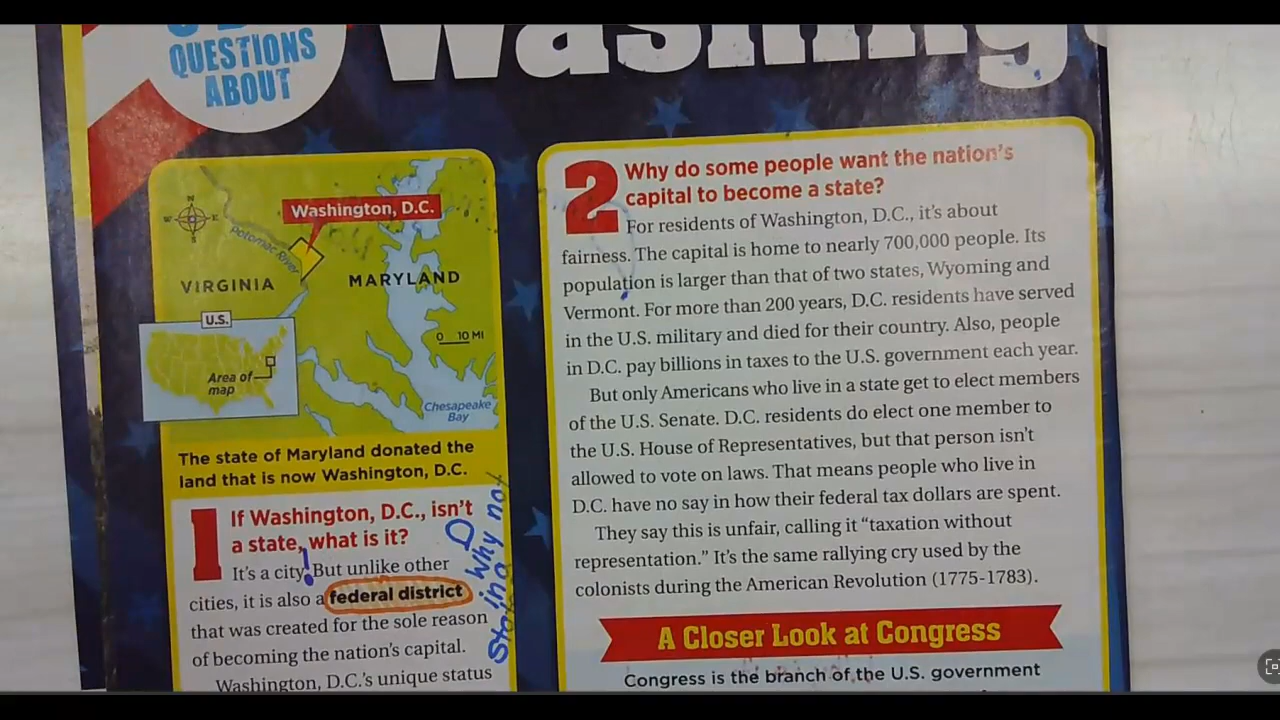 QUESTIONS
ABOUT
Washing
N
W
E
S
Washington, D.C.
Potomac River
VIRGINIA
MARYLAND
U.S.
0 10 MI
Area of
map
Chesapeake
Bay
The state of Maryland donated the
land that is now Washington, D.C.
1 If Washington, D.C., isn't
a state, what is it?
It's a city! But unlike other
cities, it is also a federal district
that was created for the sole reason
of becoming the nation's capital.
Washington, D.C.'s unique status
why not
in a
State
2 Why do some people want the nation's
capital to become a state?
For residents of Washington, D.C., it's about
fairness. The capital is home to nearly 700,000 people. Its
population is larger than that of two states, Wyoming and
Vermont. For more than 200 years, D.C. residents have served
in the U.S. military and died for their country. Also, people
in D.C. pay billions in taxes to the U.S. government each year.
But only Americans who live in a state get to elect members
of the U.S. Senate. D.C. residents do elect one member to
the U.S. House of Representatives, but that person isn't
allowed to vote on laws. That means people who live in
D.C. have no say in how their federal tax dollars are spent.
They say this is unfair, calling it "taxation without
representation." It's the same rallying cry used by the
colonists during the American Revolution (1775-1783).
A Closer Look at Congress
Congress is the branch of the U.S. government